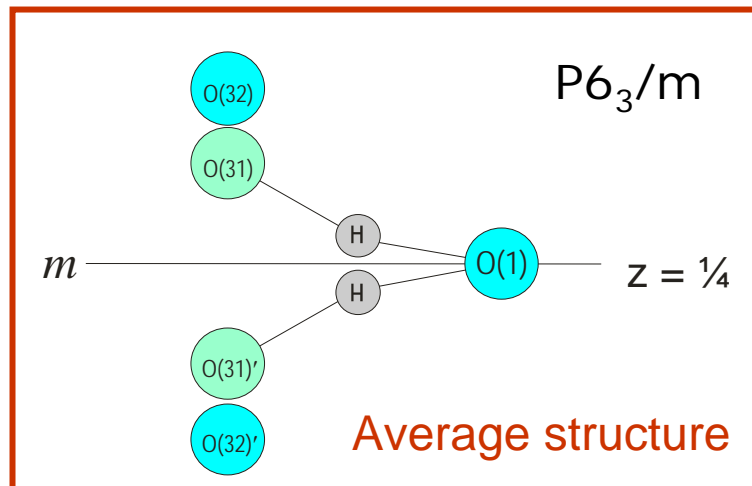 P6₃/m
O(32)
O(31)
H
m
O(1)
z = ¼
H
O(31)′
O(32)′
Average structure